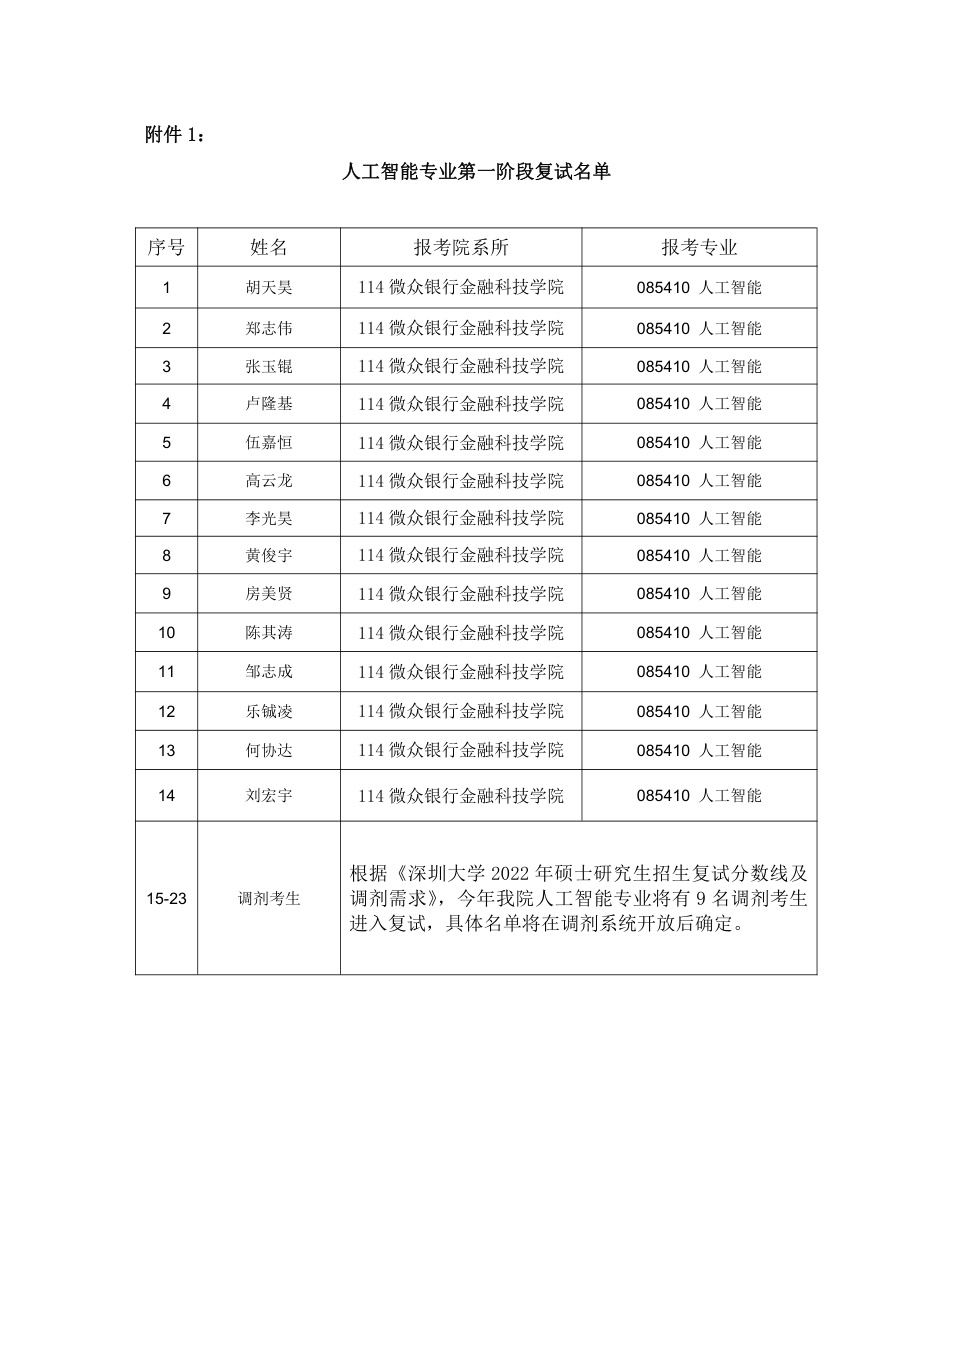 附件 1：
人工智能专业第一阶段复试名单
序号 姓名 报考院系所 报考专业
1 胡天昊 114 微众银行金融科技学院 085410 人工智能
2 郑志伟 114 微众银行金融科技学院 085410 人工智能
3 张玉锟 114 微众银行金融科技学院 085410 人工智能
4 卢隆基 114 微众银行金融科技学院 085410 人工智能
5 伍嘉恒 114 微众银行金融科技学院 085410 人工智能
6 高云龙 114 微众银行金融科技学院 085410 人工智能
7 李光昊 114 微众银行金融科技学院 085410 人工智能
8 黄俊宇 114 微众银行金融科技学院 085410 人工智能
9 房美贤 114 微众银行金融科技学院 085410 人工智能
10 陈其涛 114 微众银行金融科技学院 085410 人工智能
11 邹志成 114 微众银行金融科技学院 085410 人工智能
12 乐铖凌 114 微众银行金融科技学院 085410 人工智能
13 何协达 114 微众银行金融科技学院 085410 人工智能
14 刘宏宇 114 微众银行金融科技学院 085410 人工智能
根据《深圳大学 2022 年硕士研究生招生复试分数线及
15-23 调剂考生 调剂需求》，今年我院人工智能专业将有 9 名调剂考生
进入复试，具体名单将在调剂系统开放后确定。